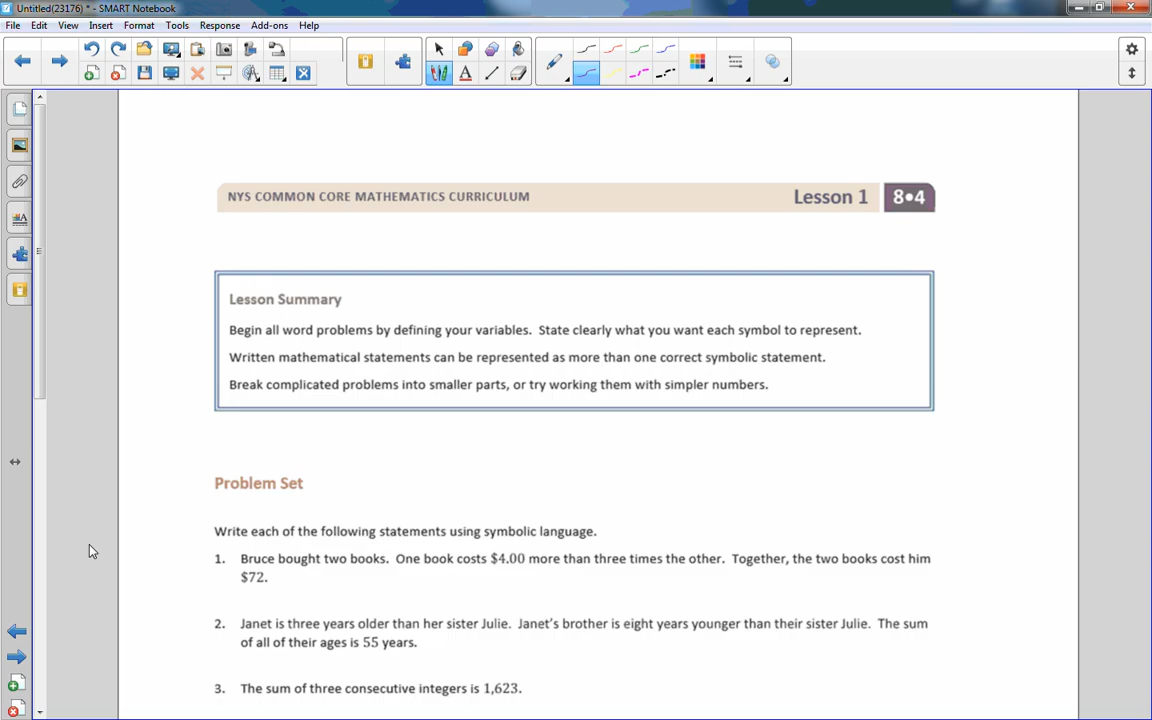 Untitled(23176) * - SMART Notebook
File Edit View Insert Format Tools Response Add-ons Help
NYS COMMON CORE MATHEMATICS CURRICULUM Lesson 1 8•4
Lesson Summary
Begin all word problems by defining your variables. State clearly what you want each symbol to represent.
Written mathematical statements can be represented as more than one correct symbolic statement.
Break complicated problems into smaller parts, or try working them with simpler numbers.
Problem Set
Write each of the following statements using symbolic language.
1. Bruce bought two books. One book costs $4.00 more than three times the other. Together, the two books cost him
$72.
2. Janet is three years older than her sister Julie. Janet's brother is eight years younger than their sister Julie. The sum
of all of their ages is 55 years.
3. The sum of three consecutive integers is 1,623.